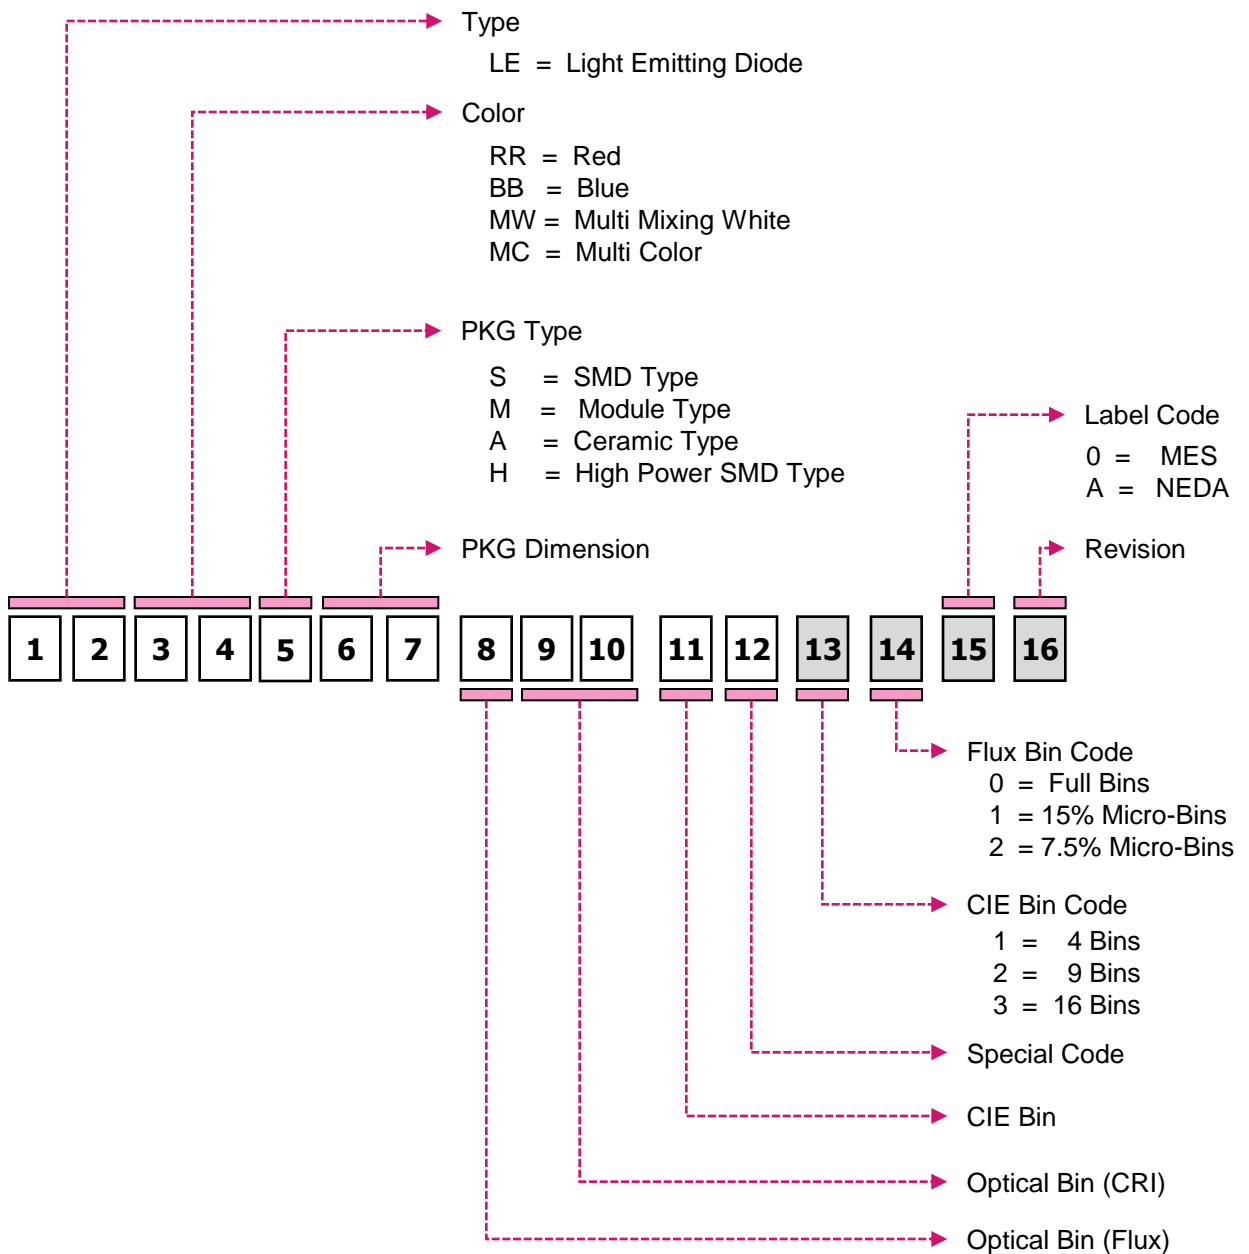 Type
LE = Light Emitting Diode
Color
RR = Red
BB = Blue
MW = Multi Mixing White
MC = Multi Color
PKG Type
S = SMD Type
M = Module Type
A = Ceramic Type
H = High Power SMD Type
Label Code
0 = MES
A = NEDA
PKG Dimension
Revision
1 2 3 4 5 6 7 8 9 10 11 12 13 14 15 16
Flux Bin Code
0 = Full Bins
1 = 15% Micro-Bins
2 = 7.5% Micro-Bins
CIE Bin Code
1 = 4 Bins
2 = 9 Bins
3 = 16 Bins
Special Code
CIE Bin
Optical Bin (CRI)
Optical Bin (Flux)